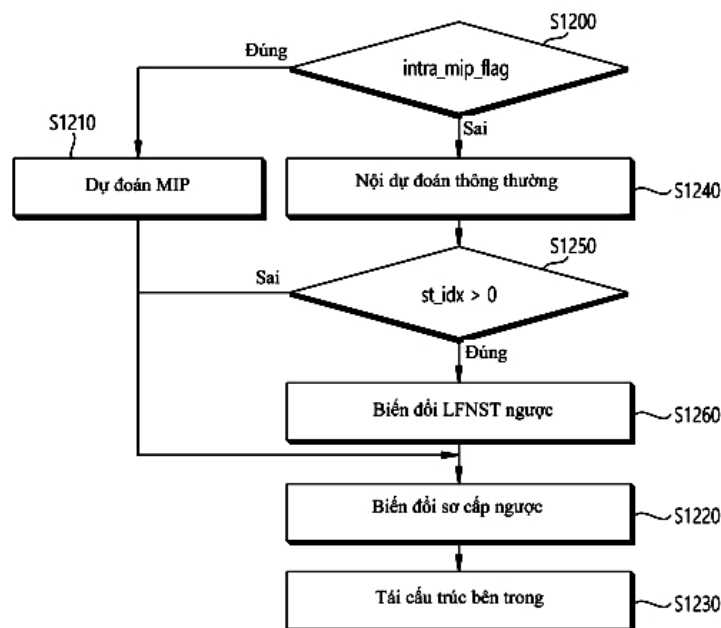 S1200
Đúng
intra_mip_flag
S1210
Sai
Dự đoán MIP
Nội dự đoán thông thường
S1240
S1250
Sai
st_idx > 0
Đúng
Biến đổi LFNST ngược
S1260
Biến đổi sơ cấp ngược
S1220
Tái cấu trúc bên trong
S1230